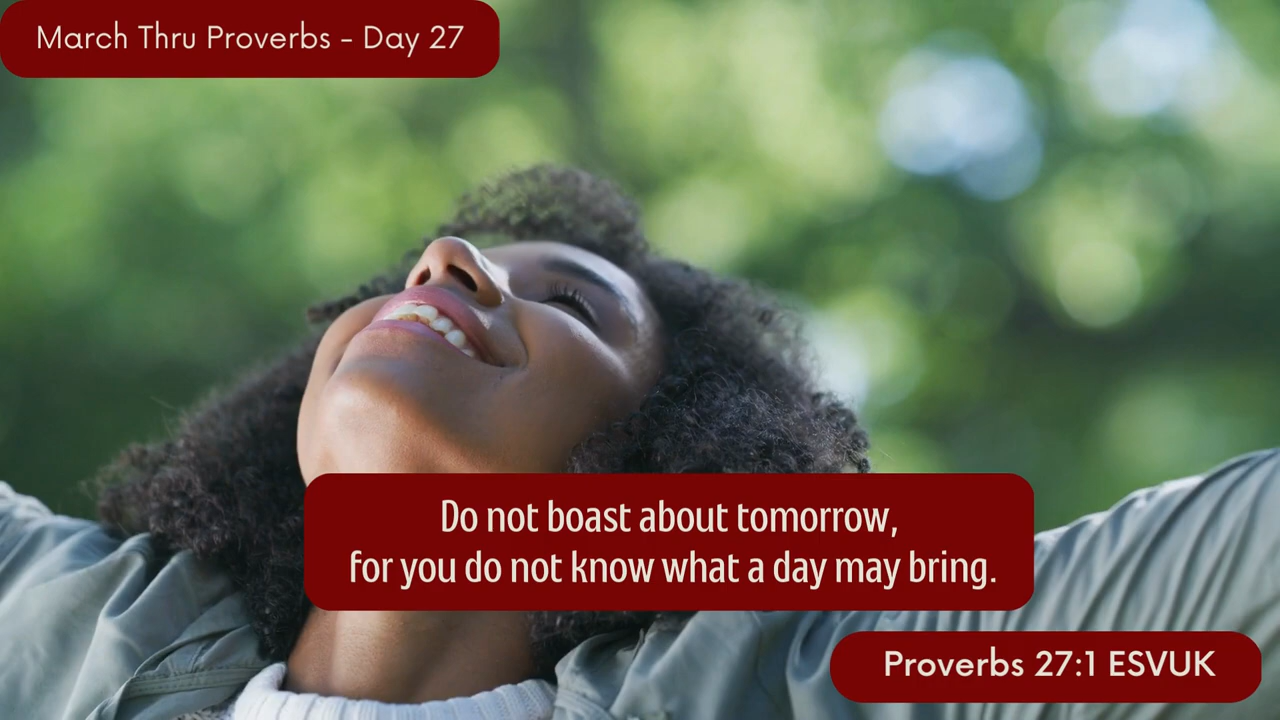 March Thru Proverbs - Day 27
Do not boast about tomorrow,
for you do not know what a day may bring.
Proverbs 27:1 ESVUK